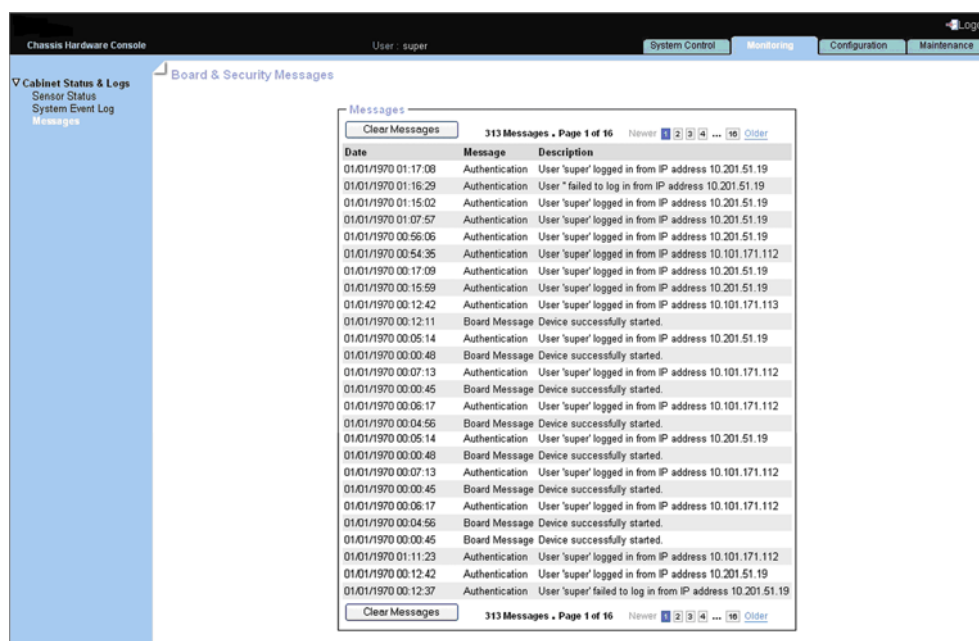 Logo
Chassis Hardware Console
User : super
System Control
Monitoring
Configuration
Maintenance
▽ Cabinet Status & Logs
Sensor Status
System Event Log
Messages
Board & Security Messages
Messages
Clear Messages 313 Messages . Page 1 of 16 Newer 1 2 3 4 ... 16 Older
Date Message Description
01/01/1970 01:17:08 Authentication User 'super' logged in from IP address 10.201.51.19
01/01/1970 01:16:29 Authentication User '' failed to log in from IP address 10.201.51.19
01/01/1970 01:15:02 Authentication User 'super' logged in from IP address 10.201.51.19
01/01/1970 01:07:57 Authentication User 'super' logged in from IP address 10.201.51.19
01/01/1970 00:56:06 Authentication User 'super' logged in from IP address 10.201.51.19
01/01/1970 00:54:35 Authentication User 'super' logged in from IP address 10.101.171.112
01/01/1970 00:17:09 Authentication User 'super' logged in from IP address 10.201.51.19
01/01/1970 00:15:59 Authentication User 'super' logged in from IP address 10.201.51.19
01/01/1970 00:12:42 Authentication User 'super' logged in from IP address 10.101.171.113
01/01/1970 00:12:11 Board Message Device successfully started.
01/01/1970 00:05:14 Authentication User 'super' logged in from IP address 10.201.51.19
01/01/1970 00:00:48 Board Message Device successfully started.
01/01/1970 00:07:13 Authentication User 'super' logged in from IP address 10.101.171.112
01/01/1970 00:00:45 Board Message Device successfully started.
01/01/1970 00:06:17 Authentication User 'super' logged in from IP address 10.101.171.112
01/01/1970 00:04:56 Board Message Device successfully started.
01/01/1970 00:05:14 Authentication User 'super' logged in from IP address 10.201.51.19
01/01/1970 00:00:48 Board Message Device successfully started.
01/01/1970 00:07:13 Authentication User 'super' logged in from IP address 10.101.171.112
01/01/1970 00:00:45 Board Message Device successfully started.
01/01/1970 00:06:17 Authentication User 'super' logged in from IP address 10.101.171.112
01/01/1970 00:04:56 Board Message Device successfully started.
01/01/1970 00:00:45 Board Message Device successfully started.
01/01/1970 01:11:23 Authentication User 'super' logged in from IP address 10.101.171.112
01/01/1970 00:12:42 Authentication User 'super' logged in from IP address 10.201.51.19
01/01/1970 00:12:37 Authentication User 'super' failed to log in from IP address 10.201.51.19
Clear Messages 313 Messages . Page 1 of 16 Newer 1 2 3 4 ... 16 Older